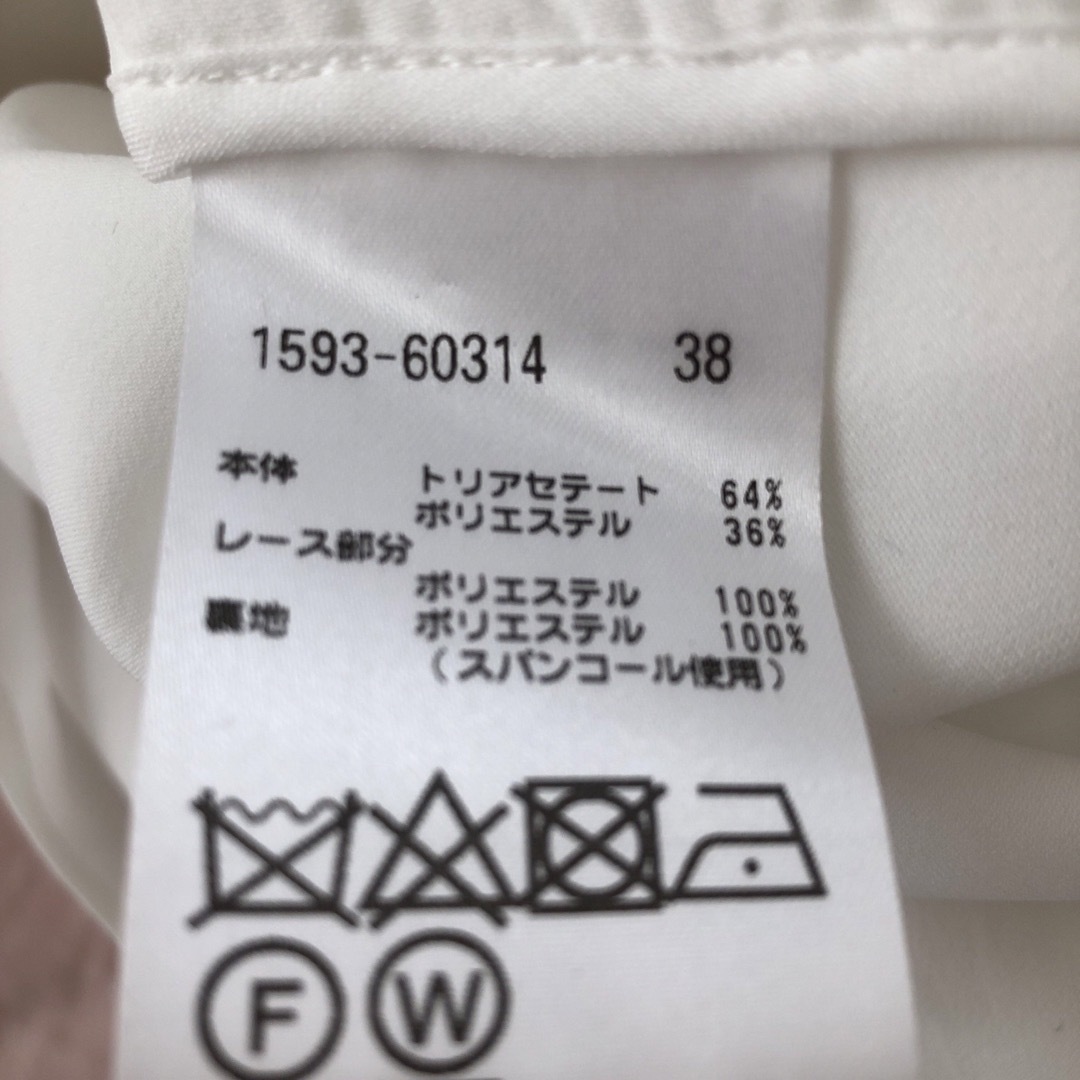 1593-60314 38
本体 トリアセテート 64%
ポリエステル 36%
レース部分
ポリエステル 100%
裏地 ポリエステル 100%
(スパンコール使用)
F W